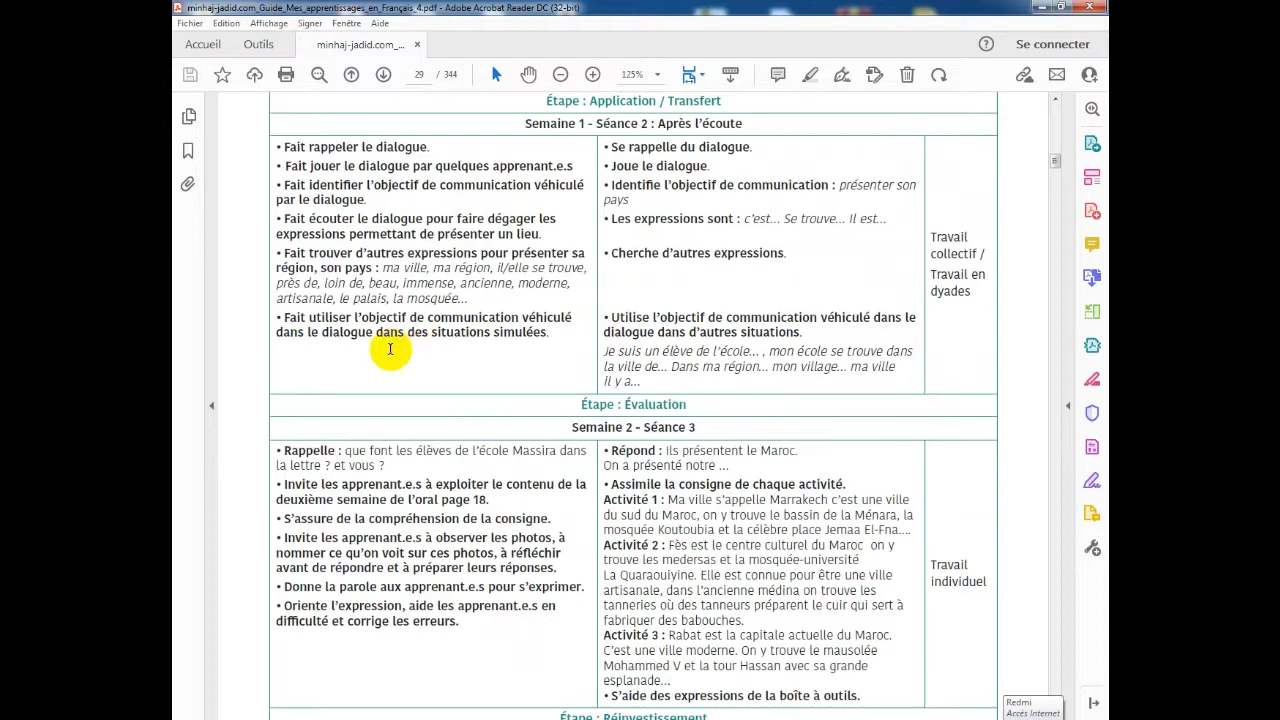 minhaj-jadid.com_Guide_Mes_apprentissages_en_Français_4.pdf - Adobe Acrobat Reader DC (32-bit)
Fichier Edition Affichage Signer Fenêtre Aide
Accueil Outils minhaj-jadid.com_... × Se connecter
29 / 344 125%
Étape : Application / Transfert
Semaine 1 - Séance 2 : Après l'écoute
• Fait rappeler le dialogue.
• Fait jouer le dialogue par quelques apprenant.e.s
• Fait identifier l'objectif de communication véhiculé
par le dialogue.
• Fait écouter le dialogue pour faire dégager les
expressions permettant de présenter un lieu.
• Fait trouver d'autres expressions pour présenter sa
région, son pays : ma ville, ma région, il/elle se trouve,
près de, loin de, beau, immense, ancienne, moderne,
artisanale, le palais, la mosquée...
• Fait utiliser l'objectif de communication véhiculé
dans le dialogue dans des situations simulées.
• Se rappelle du dialogue.
• Joue le dialogue.
• Identifie l'objectif de communication : présenter son
pays
• Les expressions sont : c'est... Se trouve... Il est...
• Cherche d'autres expressions.
• Utilise l'objectif de communication véhiculé dans le
dialogue dans d'autres situations.
Je suis un élève de l'école... , mon école se trouve dans
la ville de... Dans ma région... mon village... ma ville
il y a...
Travail
collectif /
Travail en
dyades
Étape : Évaluation
Semaine 2 - Séance 3
• Rappelle : que font les élèves de l'école Massira dans
la lettre ? et vous ?
• Invite les apprenant.e.s à exploiter le contenu de la
deuxième semaine de l'oral page 18.
• S'assure de la compréhension de la consigne.
• Invite les apprenant.e.s à observer les photos, à
nommer ce qu'on voit sur ces photos, à réfléchir
avant de répondre et à préparer leurs réponses.
• Donne la parole aux apprenant.e.s pour s'exprimer.
• Oriente l'expression, aide les apprenant.e.s en
difficulté et corrige les erreurs.
• Répond : Ils présentent le Maroc.
On a présenté notre ...
• Assimile la consigne de chaque activité.
Activité 1 : Ma ville s'appelle Marrakech c'est une ville
du sud du Maroc, on y trouve le bassin de la Ménara, la
mosquée Koutoubia et la célèbre place Jemaa El-Fna....
Activité 2 : Fès est le centre culturel du Maroc on y
trouve les medersas et la mosquée-université
La Quaraouiyine. Elle est connue pour être une ville
artisanale, dans l'ancienne médina on trouve les
tanneries où des tanneurs préparent le cuir qui sert à
fabriquer des babouches.
Activité 3 : Rabat est la capitale actuelle du Maroc.
C'est une ville moderne. On y trouve le mausolée
Mohammed V et la tour Hassan avec sa grande
esplanade...
• S'aide des expressions de la boîte à outils.
Travail
individuel
Étape : Réinvestissement
Redmi
Accès Internet